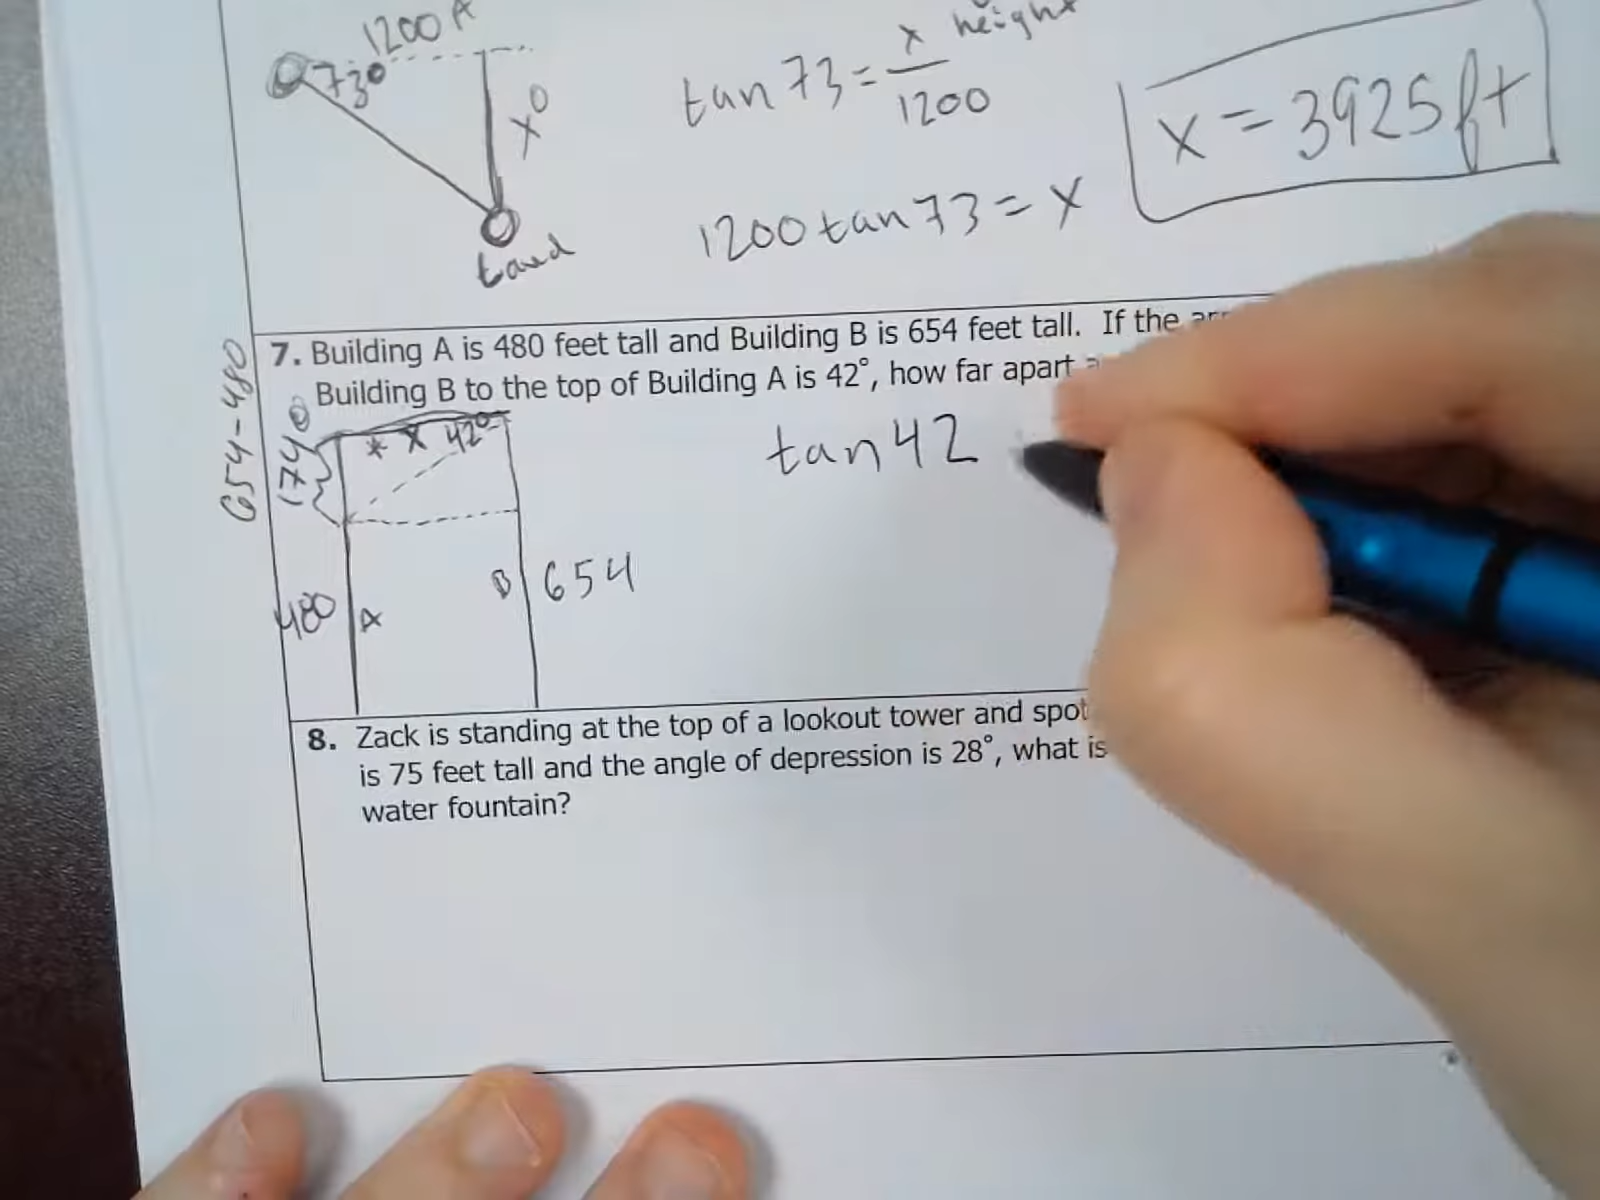 1200 ft
73°
x°
tan 73 = x height
1200
x = 3925 ft
1200 tan 73 = x
7. Building A is 480 feet tall and Building B is 654 feet tall. If the
Building B to the top of Building A is 42°, how far apart
654-480
174
* x 42°
tan 42
480
A
B
654
8. Zack is standing at the top of a lookout tower and
is 75 feet tall and the angle of depression is 28°, what is
water fountain?